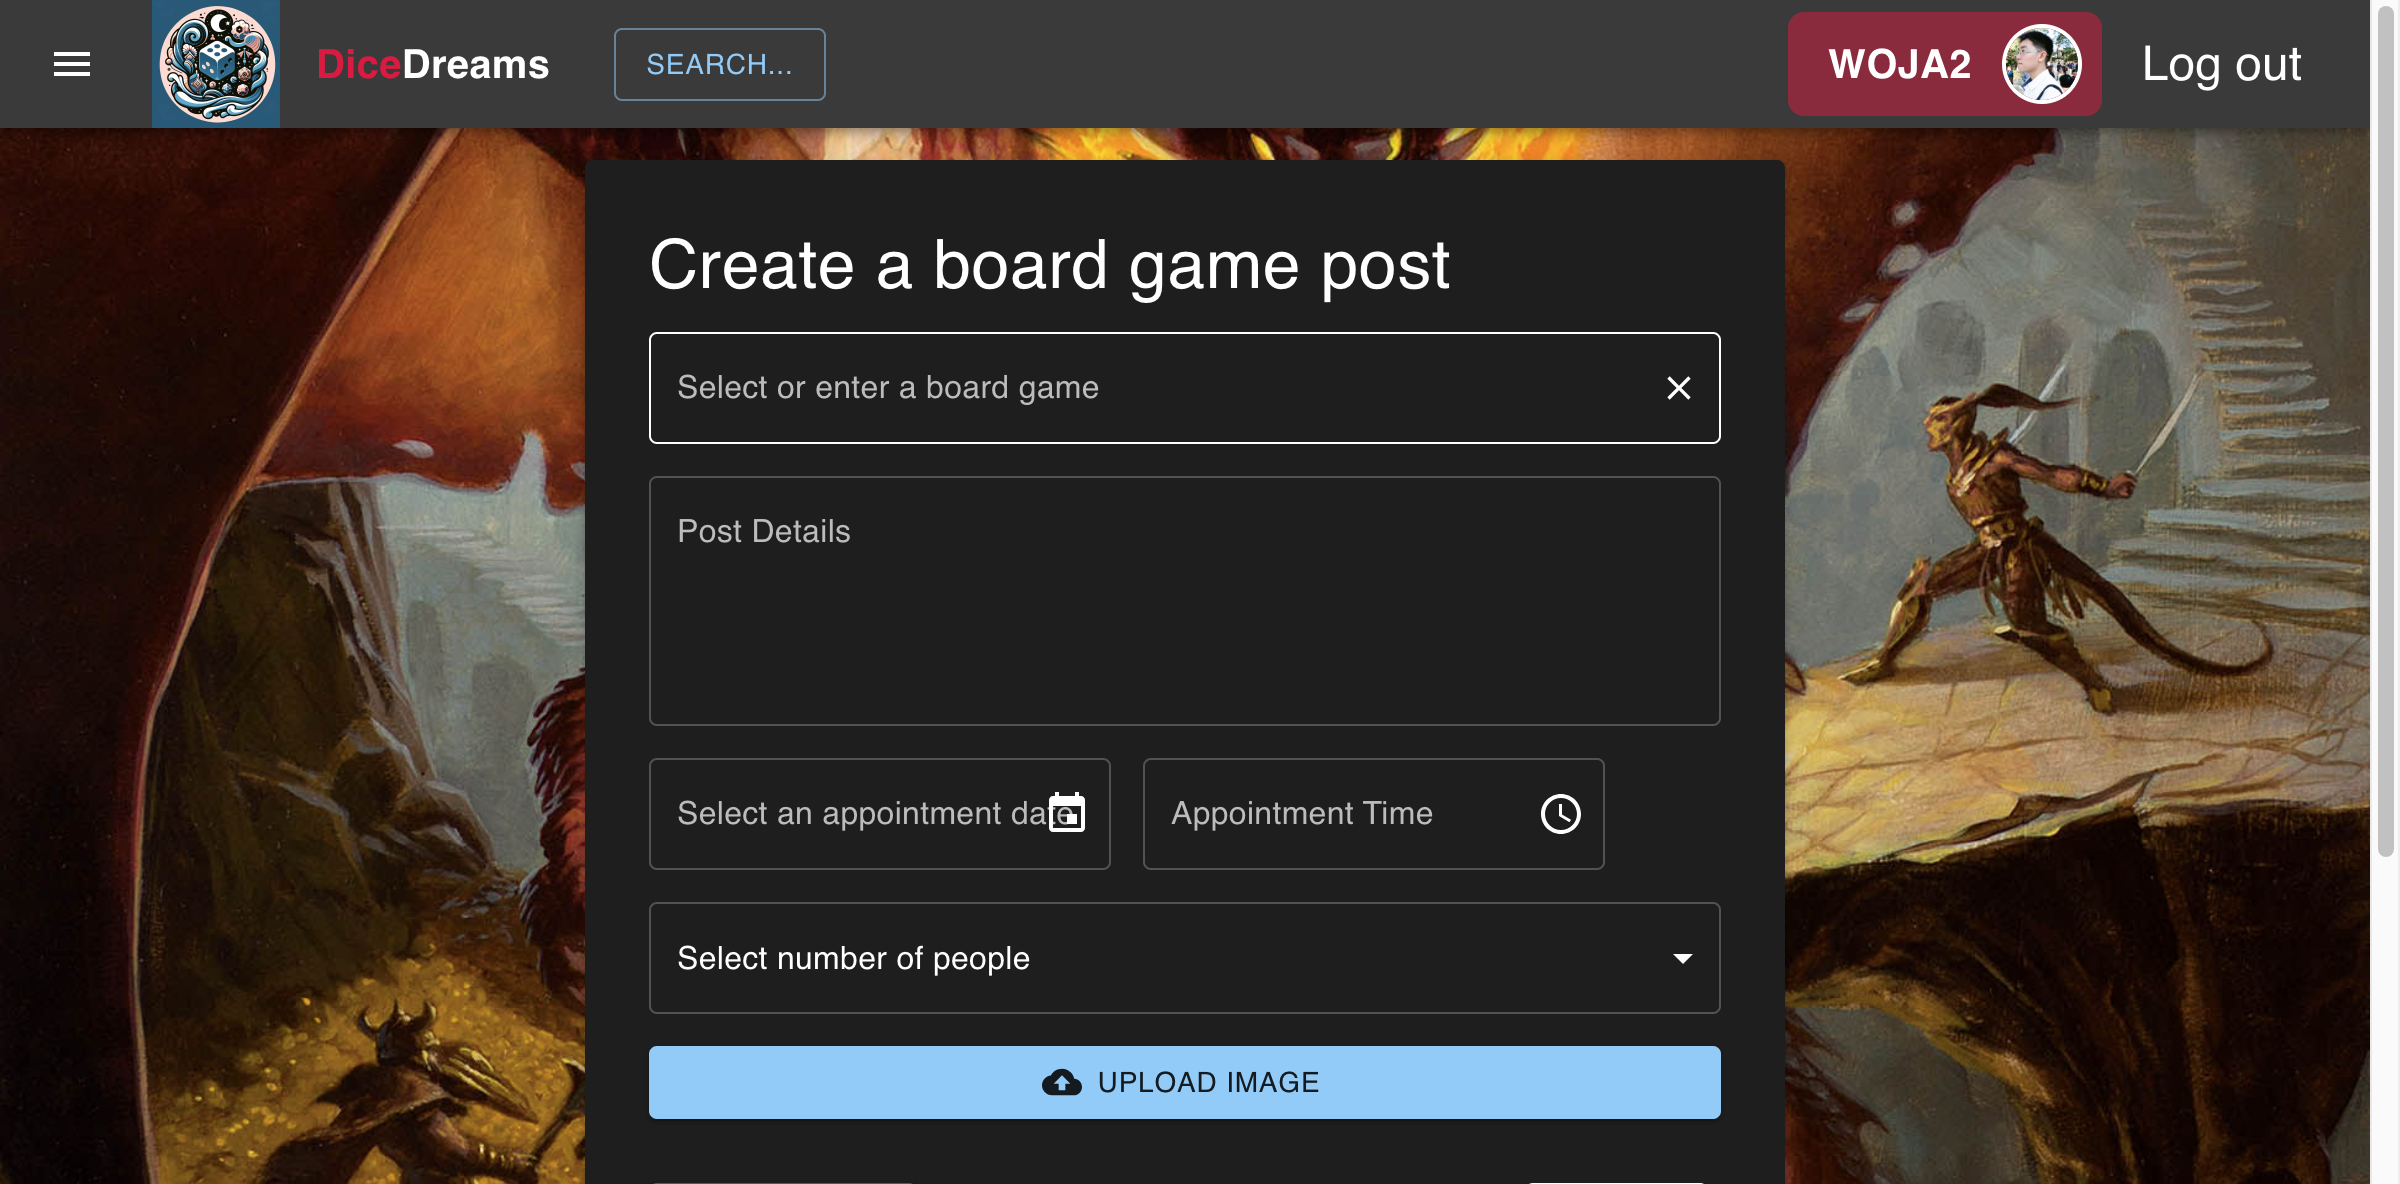 DiceDreams
SEARCH...
WOJA2
Log out
Create a board game post
Select or enter a board game
Post Details
Select an appointment date
Appointment Time
Select number of people
UPLOAD IMAGE